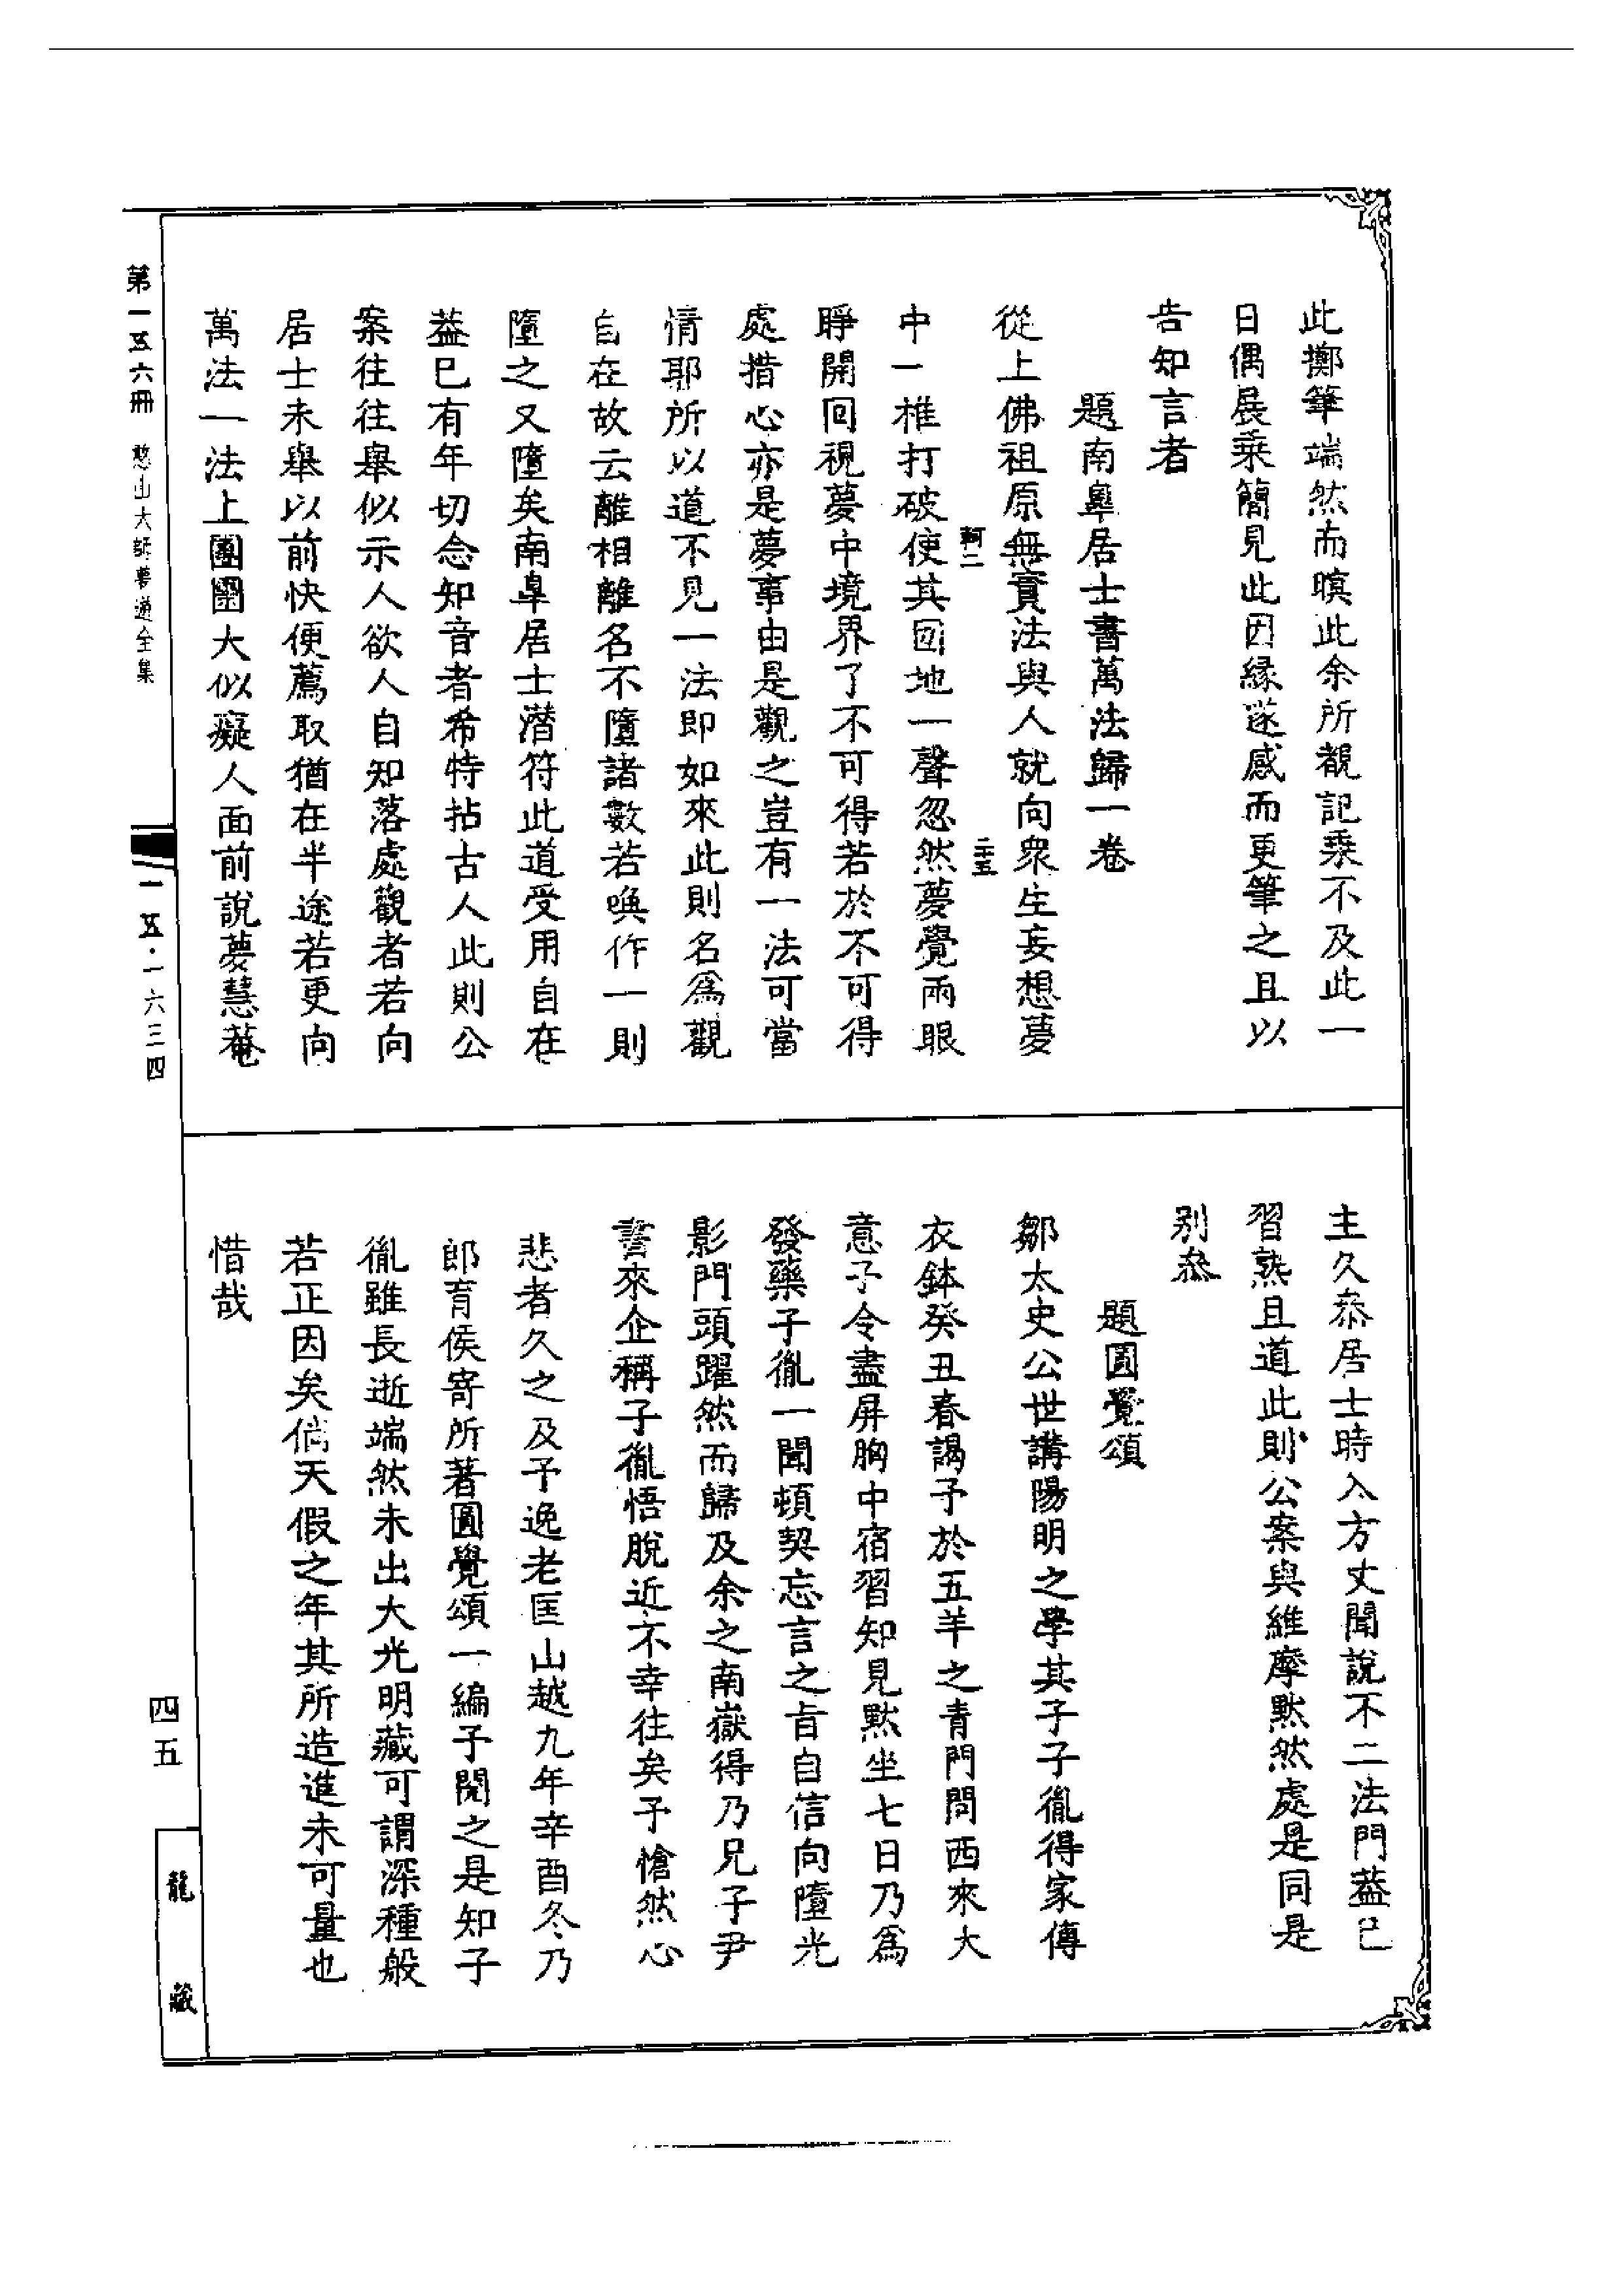 此擲筆端然而瞑此余所覩記乘不及此一
日偶展乘簡見此因緣遂感而更筆之且以
告知言者
題南臯居士書萬法歸一卷
從上佛祖原無實法與人就向衆生妄想夢
軻二
二十五
中一椎打破使其囫地一聲忽然夢覺兩眼
睜開回視夢中境界了不可得若於不可得
處措心亦是夢事由是觀之豈有一法可當
情耶所以道不見一法即如來此則名爲觀
自在故云離相離名不墮諸數若喚作一則
墮之又墮矣南臯居士潛符此道受用自在
葢巳有年切念知音者希特拈古人此則公
案往往舉似示人欲人自知落處觀者若向
居士未舉以前快便薦取猶在半途若更向
萬法一法上團團大似癡人面前說夢慧菴
主久叅居士時入方丈聞說不二法門葢已
習熟且道此則公案與維摩默然處是同是
別叅
題圓覺頌
鄒太史公世講陽明之學其子子胤得家傳
衣鉢癸丑春謁予於五羊之青門問西來大
意予令盡屏胸中宿習知見默坐七日乃爲
發藥子胤一聞頓契忘言之旨自信向墮光
影門頭躍然而歸及余之南嶽得乃兄子尹
書來企稱子胤悟脫近不幸往矣予愴然心
悲者久之及予逸老匡山越九年辛酉冬乃
郎育侯寄所著圓覺頌一編予閱之是知子
胤雖長逝端然未出大光明藏可謂深種般
若正因矣倘天假之年其所造進未可量也
惜哉
第一五六冊 憨山大師夢遊全集
一五·一六三四
四五
龍藏